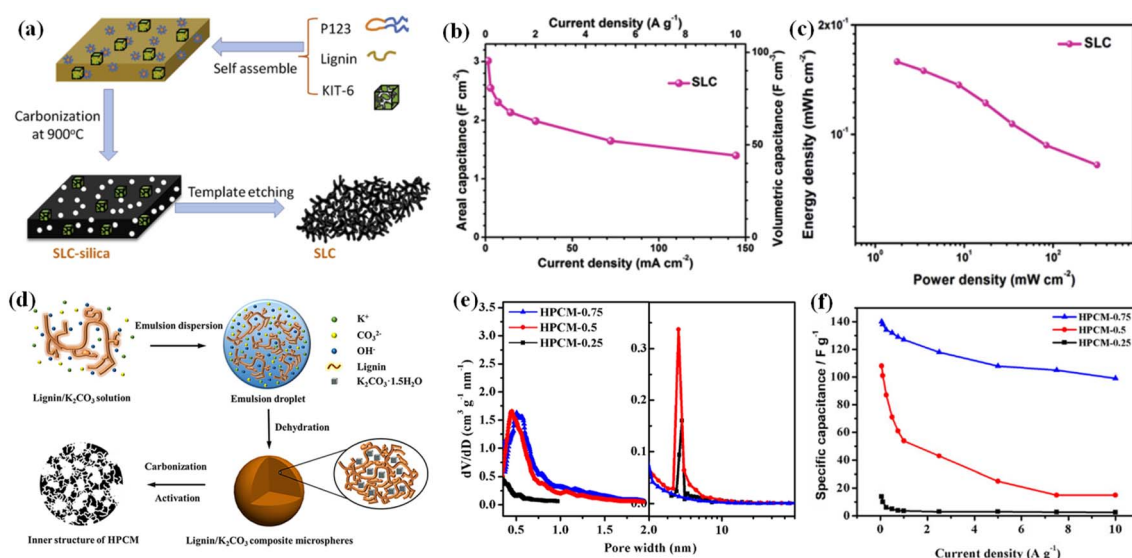 (a)
P123
Lignin
KIT-6
Self assemble
Carbonization
at 900°C
Template etching
SLC-silica
SLC
(b)
Current density (A g⁻¹)
0 2 4 6 8 10
Areal capacitance (F cm⁻²)
3
2
1
0
SLC
Volumetric capacitance (F cm⁻³)
100
50
0
0 50 100 150
Current density (mA cm⁻²)
(c)
2x10⁻¹
10⁻¹
Energy density (mWh cm⁻²)
SLC
10⁰ 10¹ 10² 10³
Power density (mW cm⁻²)
(d)
Emulsion dispersion
Lignin/K₂CO₃ solution
Emulsion droplet
K⁺
CO₃²⁻
OH⁻
Lignin
K₂CO₃·1.5H₂O
Dehydration
Carbonization
Activation
Inner structure of HPCM
Lignin/K₂CO₃ composite microspheres
(e)
dV/dD (cm³ g⁻¹ nm⁻¹)
3.5
3.0
2.5
2.0
1.5
1.0
0.5
0.0
HPCM-0.75
HPCM-0.5
HPCM-0.25
0.4
0.3
0.2
0.1
0.0
0.5 1.0 2.0 10
Pore width (nm)
(f)
Specific capacitance / F g⁻¹
140
120
100
80
60
40
20
0
HPCM-0.75
HPCM-0.5
HPCM-0.25
0 2 4 6 8 10
Current density (A g⁻¹)